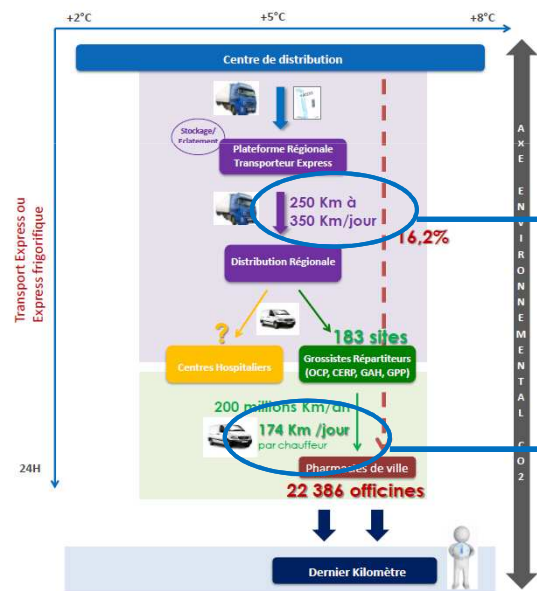 +2°C
+5°C
+8°C
Centre de distribution
Stockage/
Eclatement
Plateforme Régionale
Transporteur Express
250 Km à
350 Km/jour
16,2%
Distribution Régionale
Transport Express ou
Express frigorifique
?
183 sites
Centres Hospitaliers
Grossistes Répartiteurs
(OCP, CERP, GAH, GPP)
200 millions Km/an
174 Km /jour
par chauffeur
24H
Pharmacies de ville
22 386 officines
Dernier Kilomètre
AXE ENVIRONNEMENTAL CO2